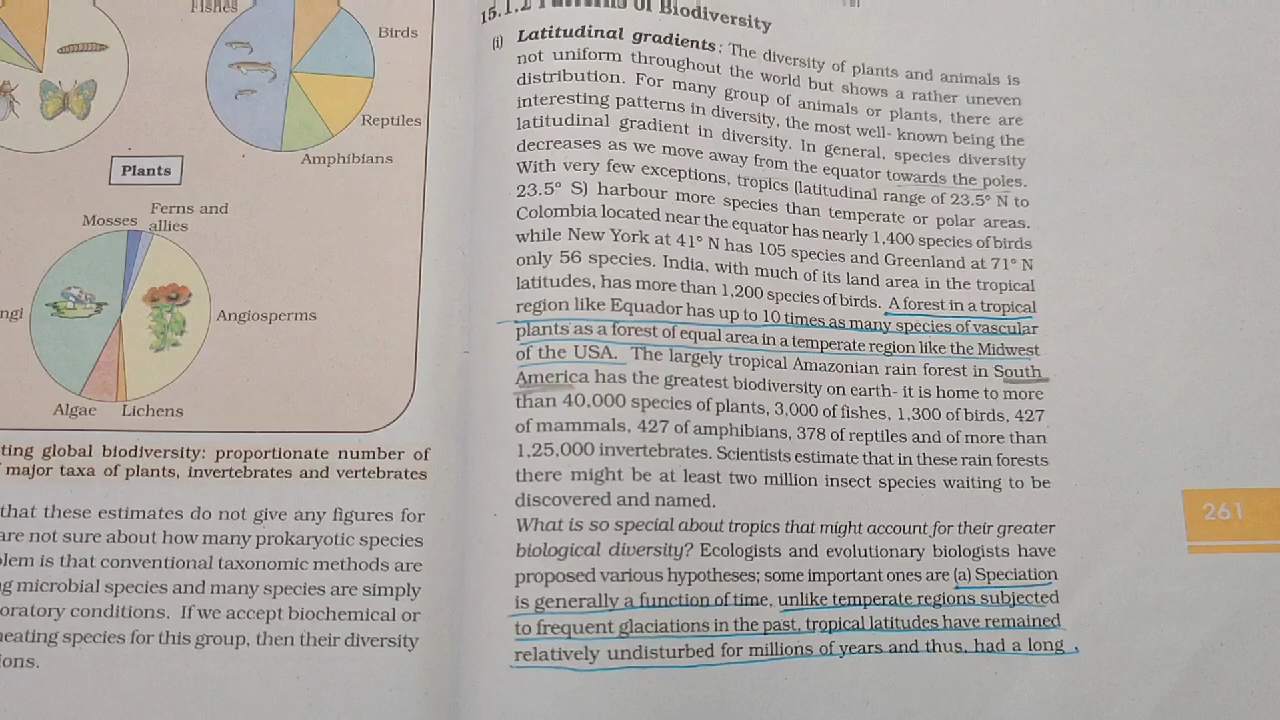 Fishes
Birds
Reptiles
Amphibians
Plants
Mosses
Ferns and
allies
ngi
Angiosperms
Algae
Lichens
ting global biodiversity: proportionate number of
major taxa of plants, invertebrates and vertebrates
that these estimates do not give any figures for
are not sure about how many prokaryotic species
lem is that conventional taxonomic methods are
g microbial species and many species are simply
oratory conditions. If we accept biochemical or
neating species for this group, then their diversity
ions.
15.1.2 Patterns of Biodiversity
(i) Latitudinal gradients: The diversity of plants and animals is
not uniform throughout the world but shows a rather uneven
distribution. For many group of animals or plants, there are
interesting patterns in diversity, the most well- known being the
latitudinal gradient in diversity. In general, species diversity
decreases as we move away from the equator towards the poles.
With very few exceptions, tropics (latitudinal range of 23.5° N to
23.5° S) harbour more species than temperate or polar areas.
Colombia located near the equator has nearly 1,400 species of birds
while New York at 41° N has 105 species and Greenland at 71° N
only 56 species. India, with much of its land area in the tropical
latitudes, has more than 1,200 species of birds. A forest in a tropical
region like Equador has up to 10 times as many species of vascular
plants as a forest of equal area in a temperate region like the Midwest
of the USA. The largely tropical Amazonian rain forest in South
America has the greatest biodiversity on earth- it is home to more
than 40,000 species of plants, 3,000 of fishes, 1,300 of birds, 427
of mammals, 427 of amphibians, 378 of reptiles and of more than
1,25,000 invertebrates. Scientists estimate that in these rain forests
there might be at least two million insect species waiting to be
discovered and named.
What is so special about tropics that might account for their greater
biological diversity? Ecologists and evolutionary biologists have
proposed various hypotheses; some important ones are (a) Speciation
is generally a function of time, unlike temperate regions subjected
to frequent glaciations in the past, tropical latitudes have remained
relatively undisturbed for millions of years and thus, had a long
261